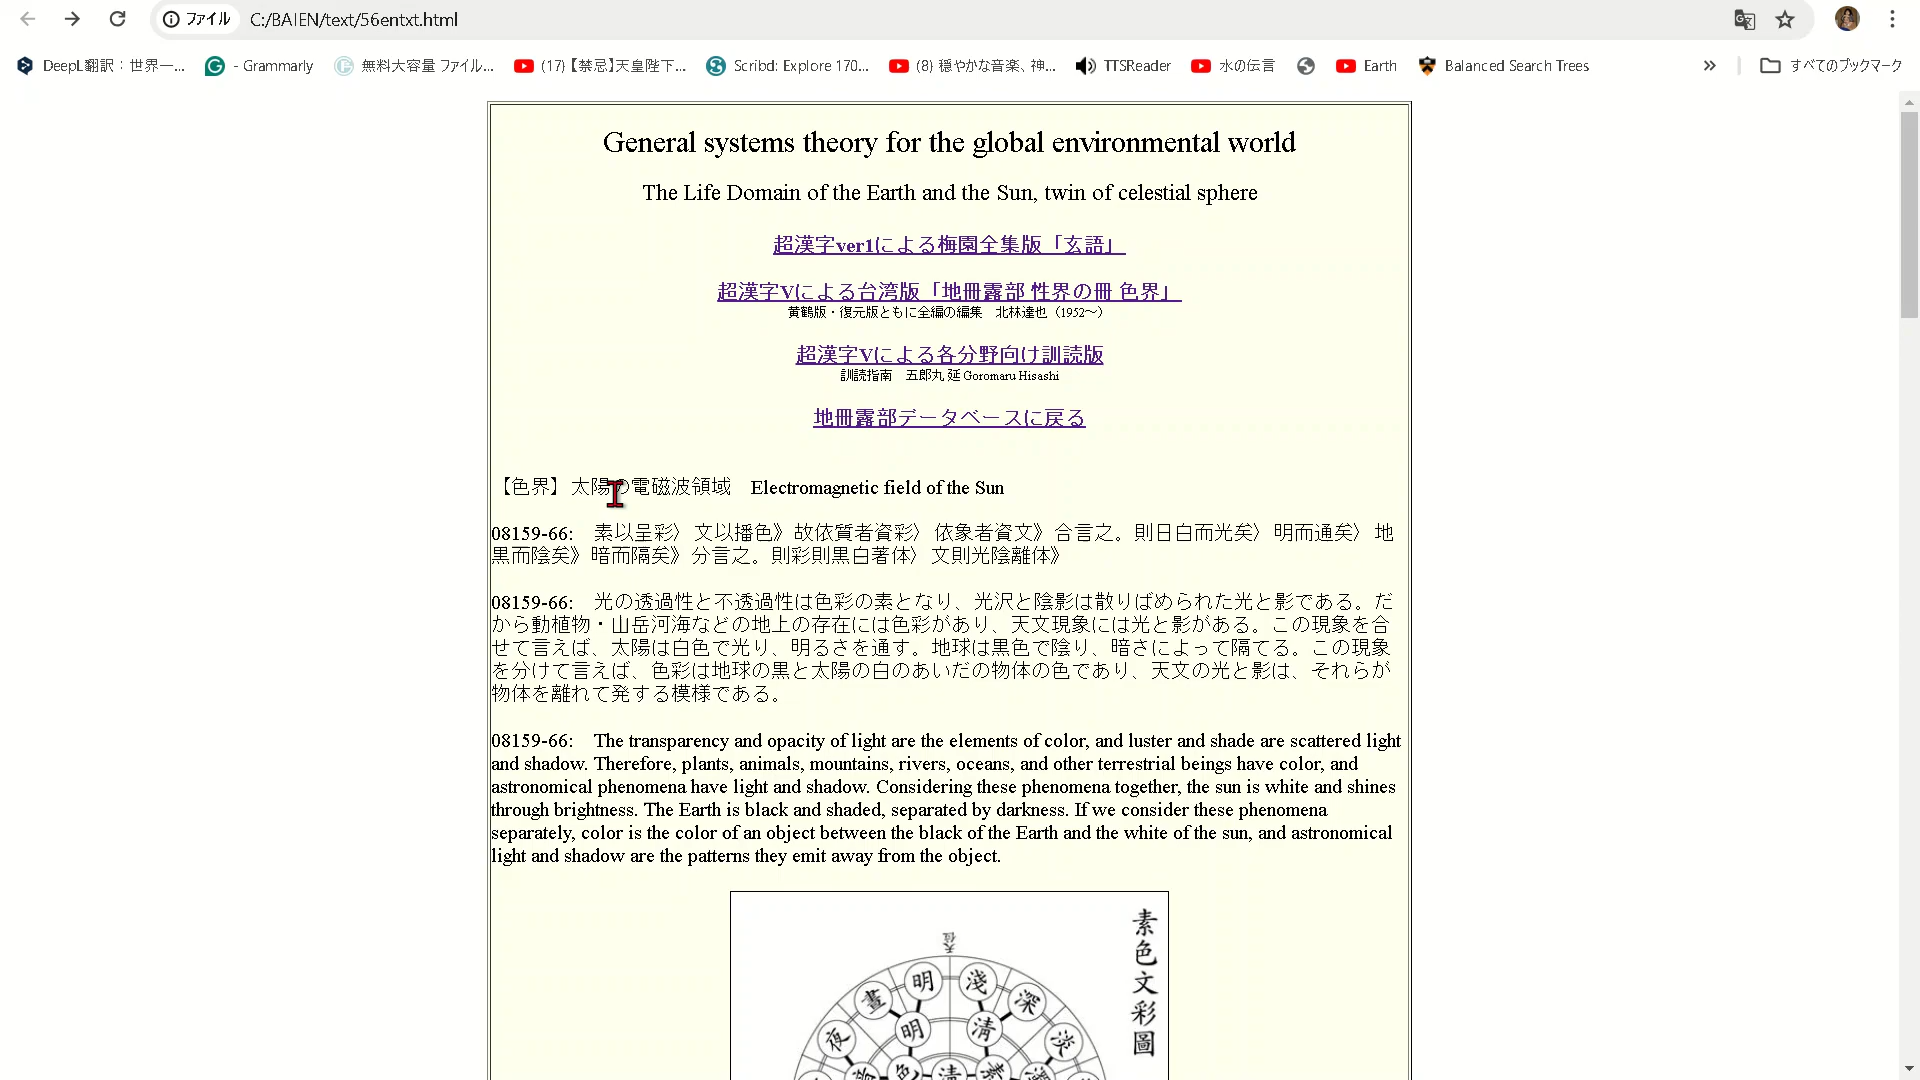 ファイル C:/BAIEN/text/56entxt.html
DeepL翻訳：世界一... - Grammarly 無料大容量 ファイル... (17) 【禁忌】天皇陛下... Scribd: Explore 170... (8) 穏やかな音楽、神... TTSReader 水の伝言 Earth Balanced Search Trees » すべてのブックマーク
General systems theory for the global environmental world
The Life Domain of the Earth and the Sun, twin of celestial sphere
超漢字ver1による梅園全集版「玄語」
超漢字Vによる台湾版「地冊露部 性界の冊 色界」
黄鶴版・復元版ともに全編の編集　北林達也（1952～）
超漢字Vによる各分野向け訓読版
訓読指南　五郎丸 延 Goromaru Hisashi
地冊露部データベースに戻る
【色界】太陽の電磁波領域　Electromagnetic field of the Sun
08159-66:　素以呈彩〉文以播色》故依質者資彩〉依象者資文》合言之。則日白而光矣〉明而通矣〉地
黒而陰矣》暗而隔矣》分言之。則彩則黒白著体〉文則光陰離体》
08159-66:　光の透過性と不透過性は色彩の素となり、光沢と陰影は散りばめられた光と影である。だ
から動植物・山岳河海などの地上の存在には色彩があり、天文現象には光と影がある。この現象を合
せて言えば、太陽は白色で光り、明るさを通す。地球は黒色で陰り、暗さによって隔てる。この現象
を分けて言えば、色彩は地球の黒と太陽の白のあいだの物体の色であり、天文の光と影は、それらが
物体を離れて発する模様である。
08159-66:　The transparency and opacity of light are the elements of color, and luster and shade are scattered light
and shadow. Therefore, plants, animals, mountains, rivers, oceans, and other terrestrial beings have color, and
astronomical phenomena have light and shadow. Considering these phenomena together, the sun is white and shines
through brightness. The Earth is black and shaded, separated by darkness. If we consider these phenomena
separately, color is the color of an object between the black of the Earth and the white of the sun, and astronomical
light and shadow are the patterns they emit away from the object.
素色文彩圖
天位
明 淺
晝 深
夜 明 清 淡
色 清